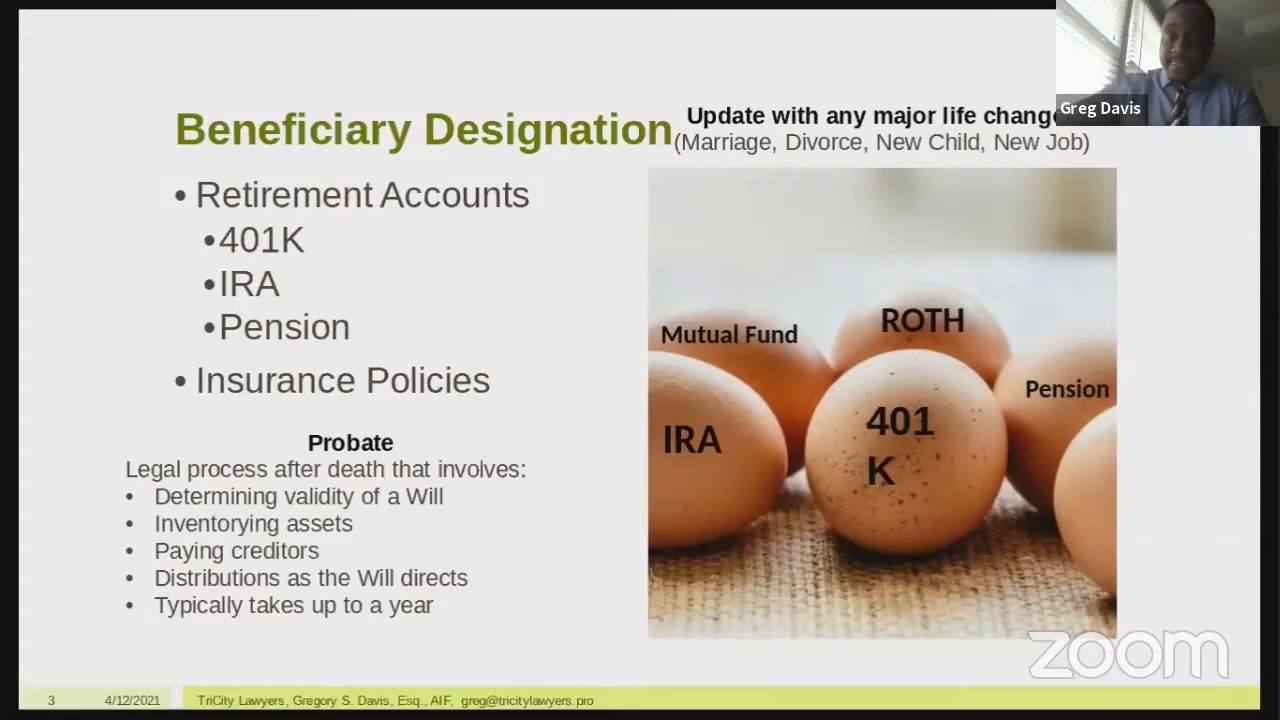 Beneficiary Designation
Update with any major life change
(Marriage, Divorce, New Child, New Job)
Greg Davis
• Retirement Accounts
•401K
•IRA
•Pension
• Insurance Policies
Probate
Legal process after death that involves:
• Determining validity of a Will
• Inventorying assets
• Paying creditors
• Distributions as the Will directs
• Typically takes up to a year
Mutual Fund
ROTH
Pension
IRA
401
K
zoom
3 4/12/2021 TriCity Lawyers, Gregory S. Davis, Esq., AIF, greg@tricitylawyers.pro